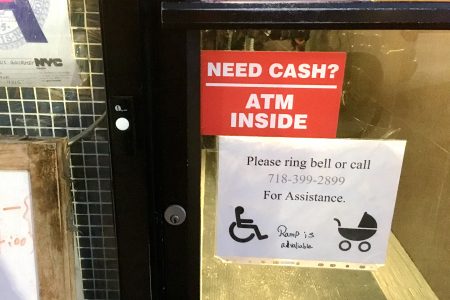 NYC
NEED CASH?
ATM
INSIDE
Please ring bell or call
718-399-2899
For Assistance.
Ramp is
available